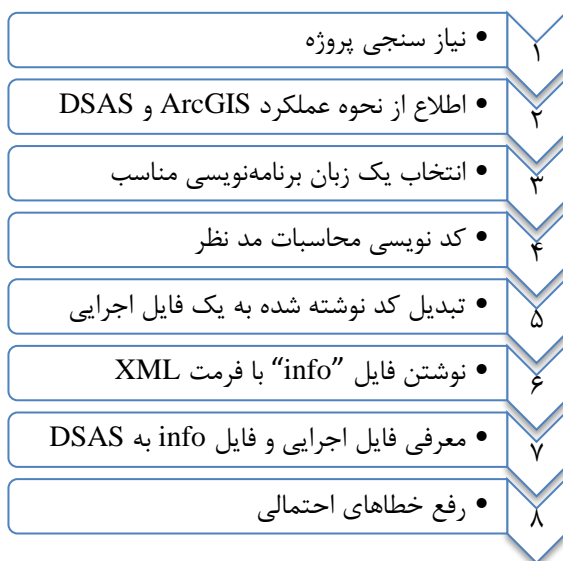 ۱ • نیاز سنجی پروژه
۲ • اطلاع از نحوه عملکرد ArcGIS و DSAS
۳ • انتخاب یک زبان برنامه‌نویسی مناسب
۴ • کد نویسی محاسبات مد نظر
۵ • تبدیل کد نوشته شده به یک فایل اجرایی
۶ • نوشتن فایل “info” با فرمت XML
۷ • معرفی فایل اجرایی و فایل info به DSAS
۸ • رفع خطاهای احتمالی